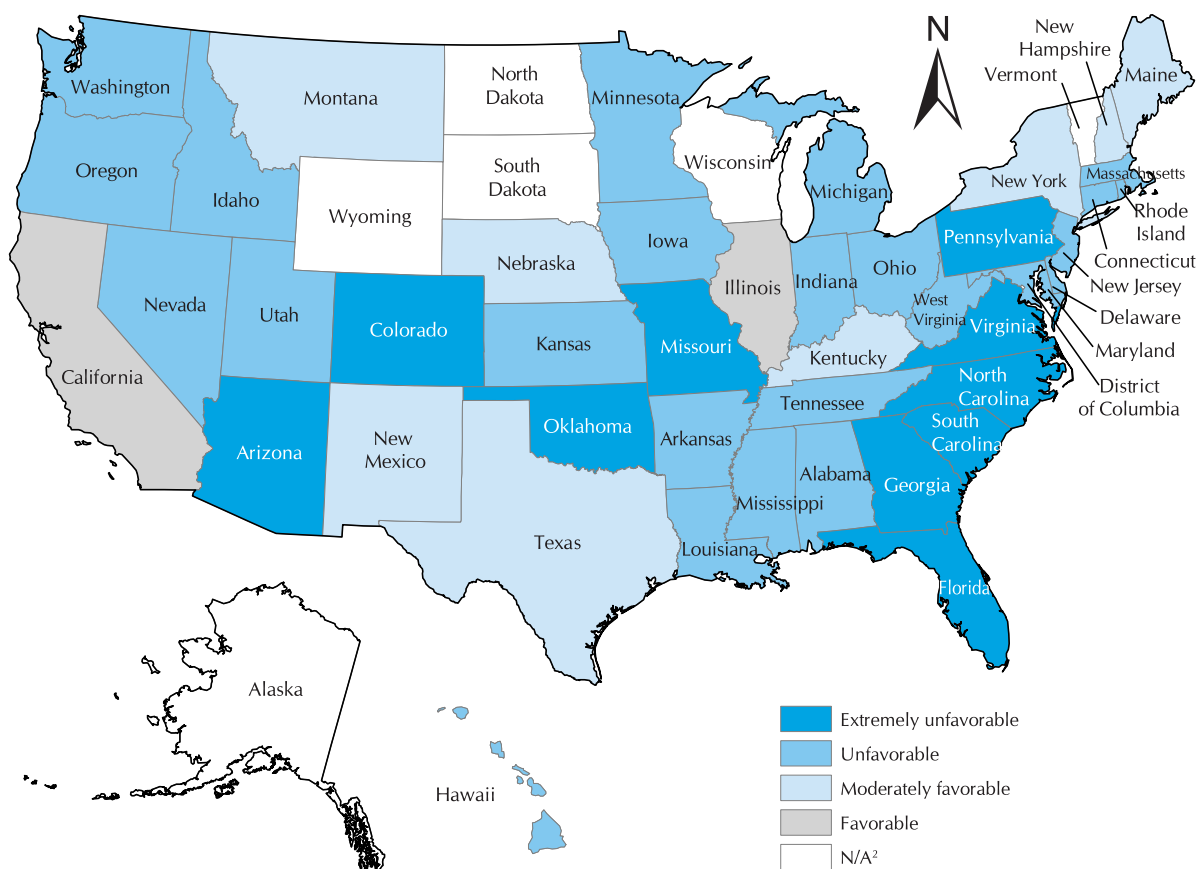 N
New
Hampshire
Vermont
Maine
Washington
Montana
North
Dakota
Minnesota
Oregon
Idaho
South
Dakota
Wisconsin
Michigan
New York
Massachusetts
Rhode
Island
Wyoming
Nebraska
Iowa
Pennsylvania
Connecticut
New Jersey
Nevada
Utah
Colorado
Kansas
Missouri
Illinois
Indiana
Ohio
West
Virginia
Virginia
Delaware
Maryland
District
of Columbia
California
Kentucky
North
Carolina
Tennessee
South
Carolina
Arizona
New
Mexico
Oklahoma
Arkansas
Mississippi
Alabama
Georgia
Texas
Louisiana
Florida
Alaska
Hawaii
Extremely unfavorable
Unfavorable
Moderately favorable
Favorable
N/A²